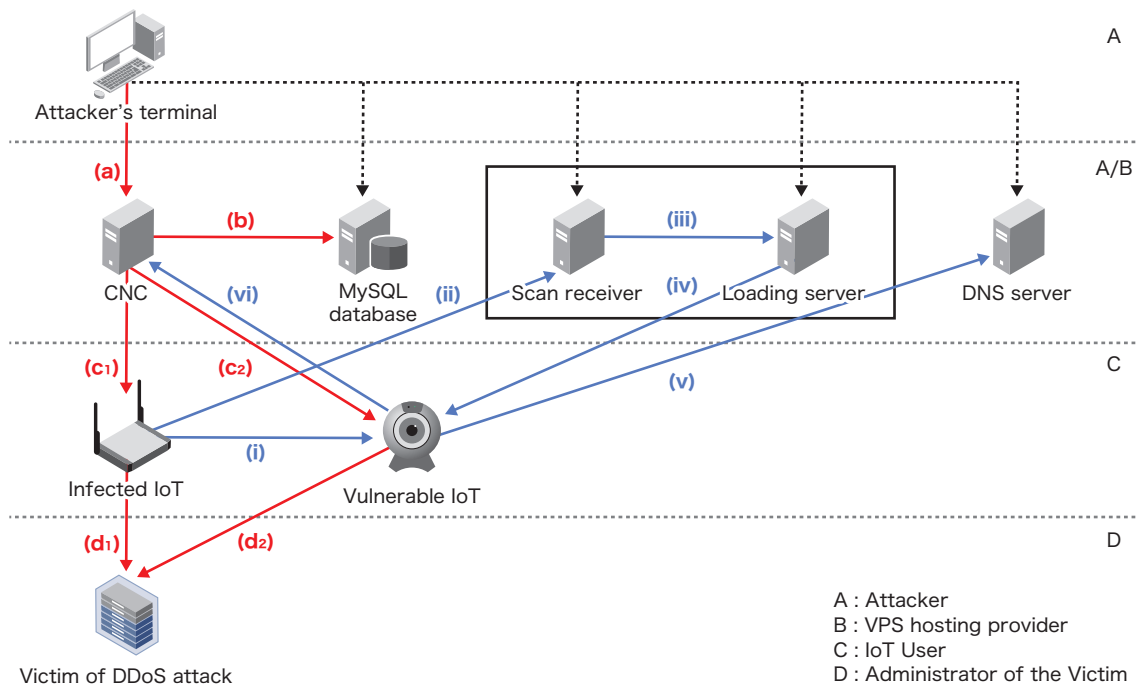 A
Attacker's terminal
(a)
A/B
(b)
(iii)
CNC
(vi)
MySQL
database
(ii)
Scan receiver
(iv)
Loading server
DNS server
(c1)
(c2)
(v)
C
(i)
Infected IoT
Vulnerable IoT
(d1)
(d2)
D
Victim of DDoS attack
A : Attacker
B : VPS hosting provider
C : IoT User
D : Administrator of the Victim